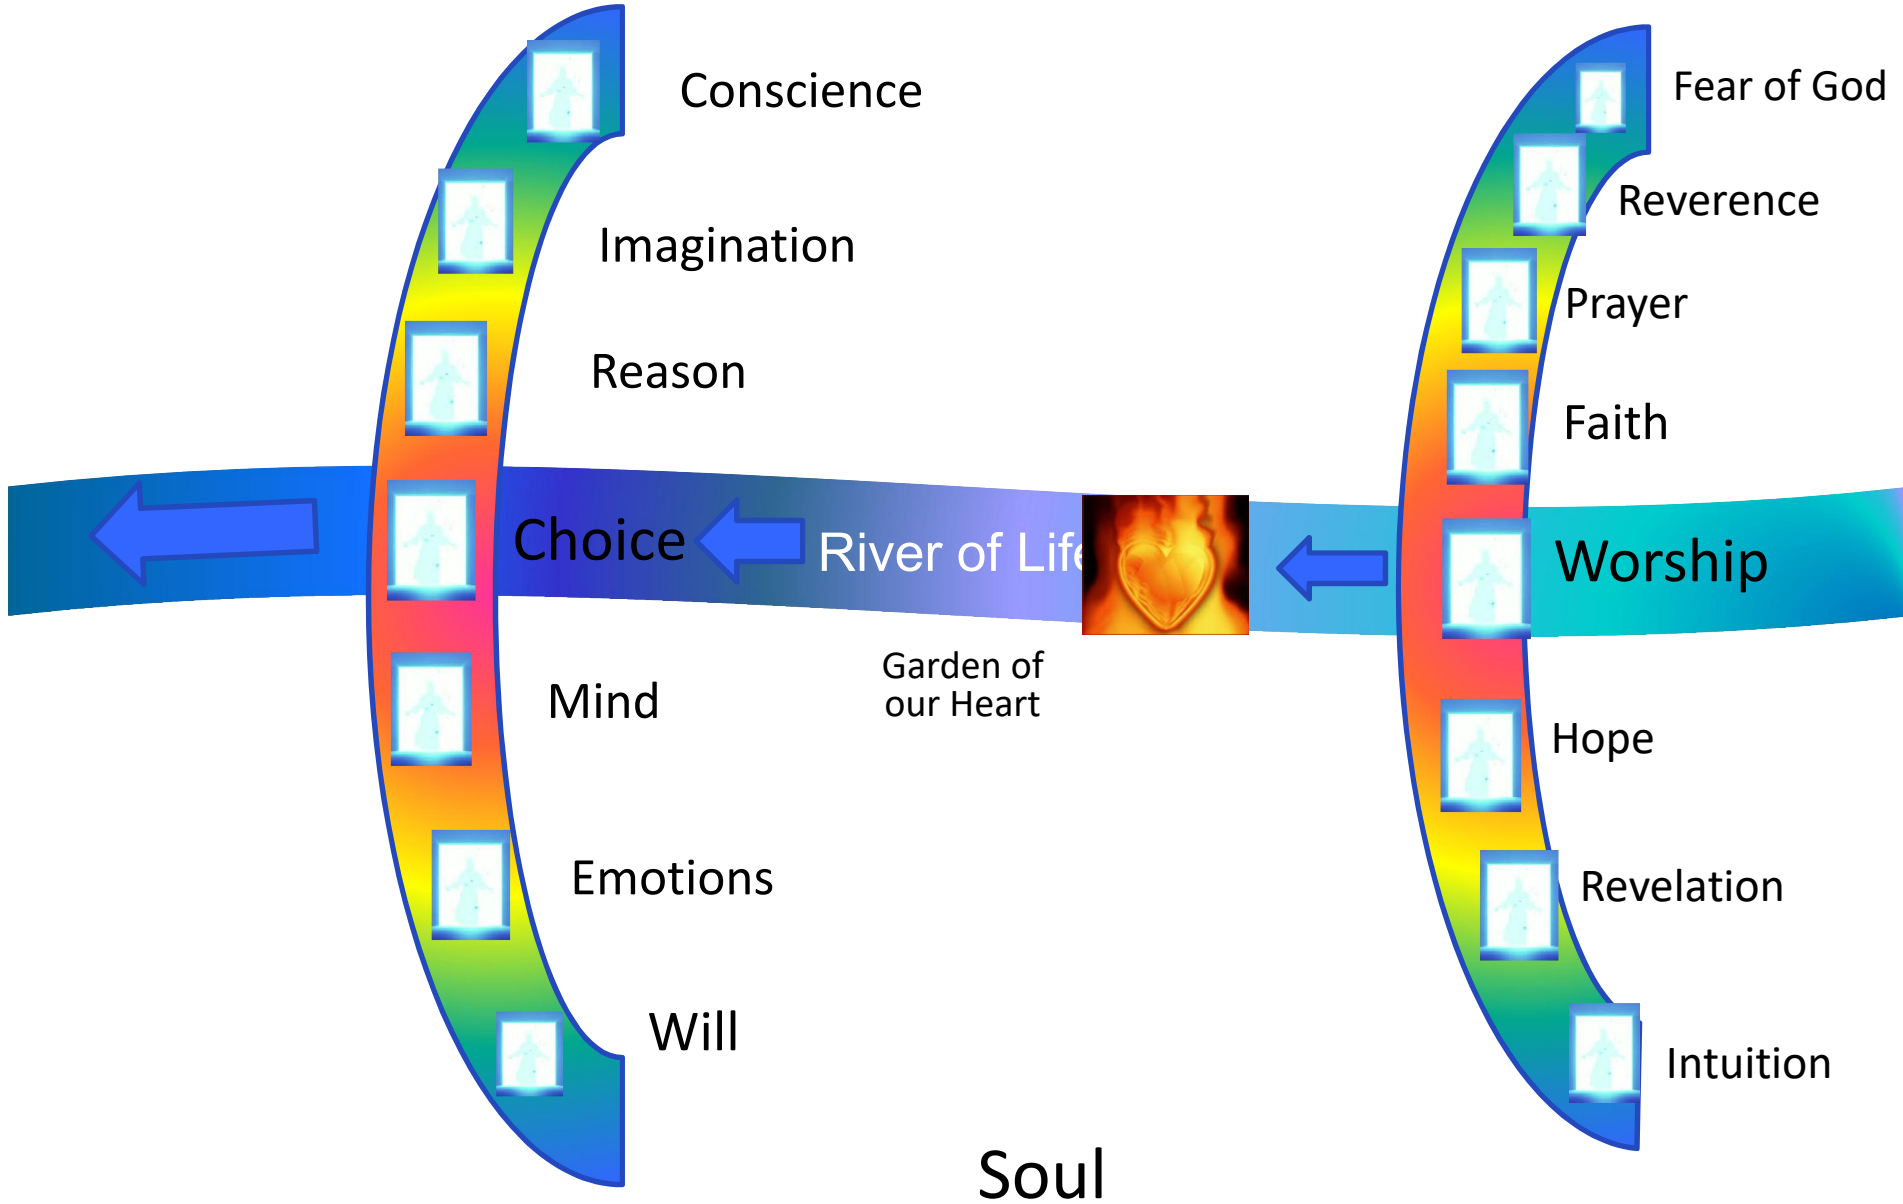 Conscience
Imagination
Reason
Choice
Mind
Emotions
Will
River of Life
Garden of
our Heart
Fear of God
Reverence
Prayer
Faith
Worship
Hope
Revelation
Intuition
Soul